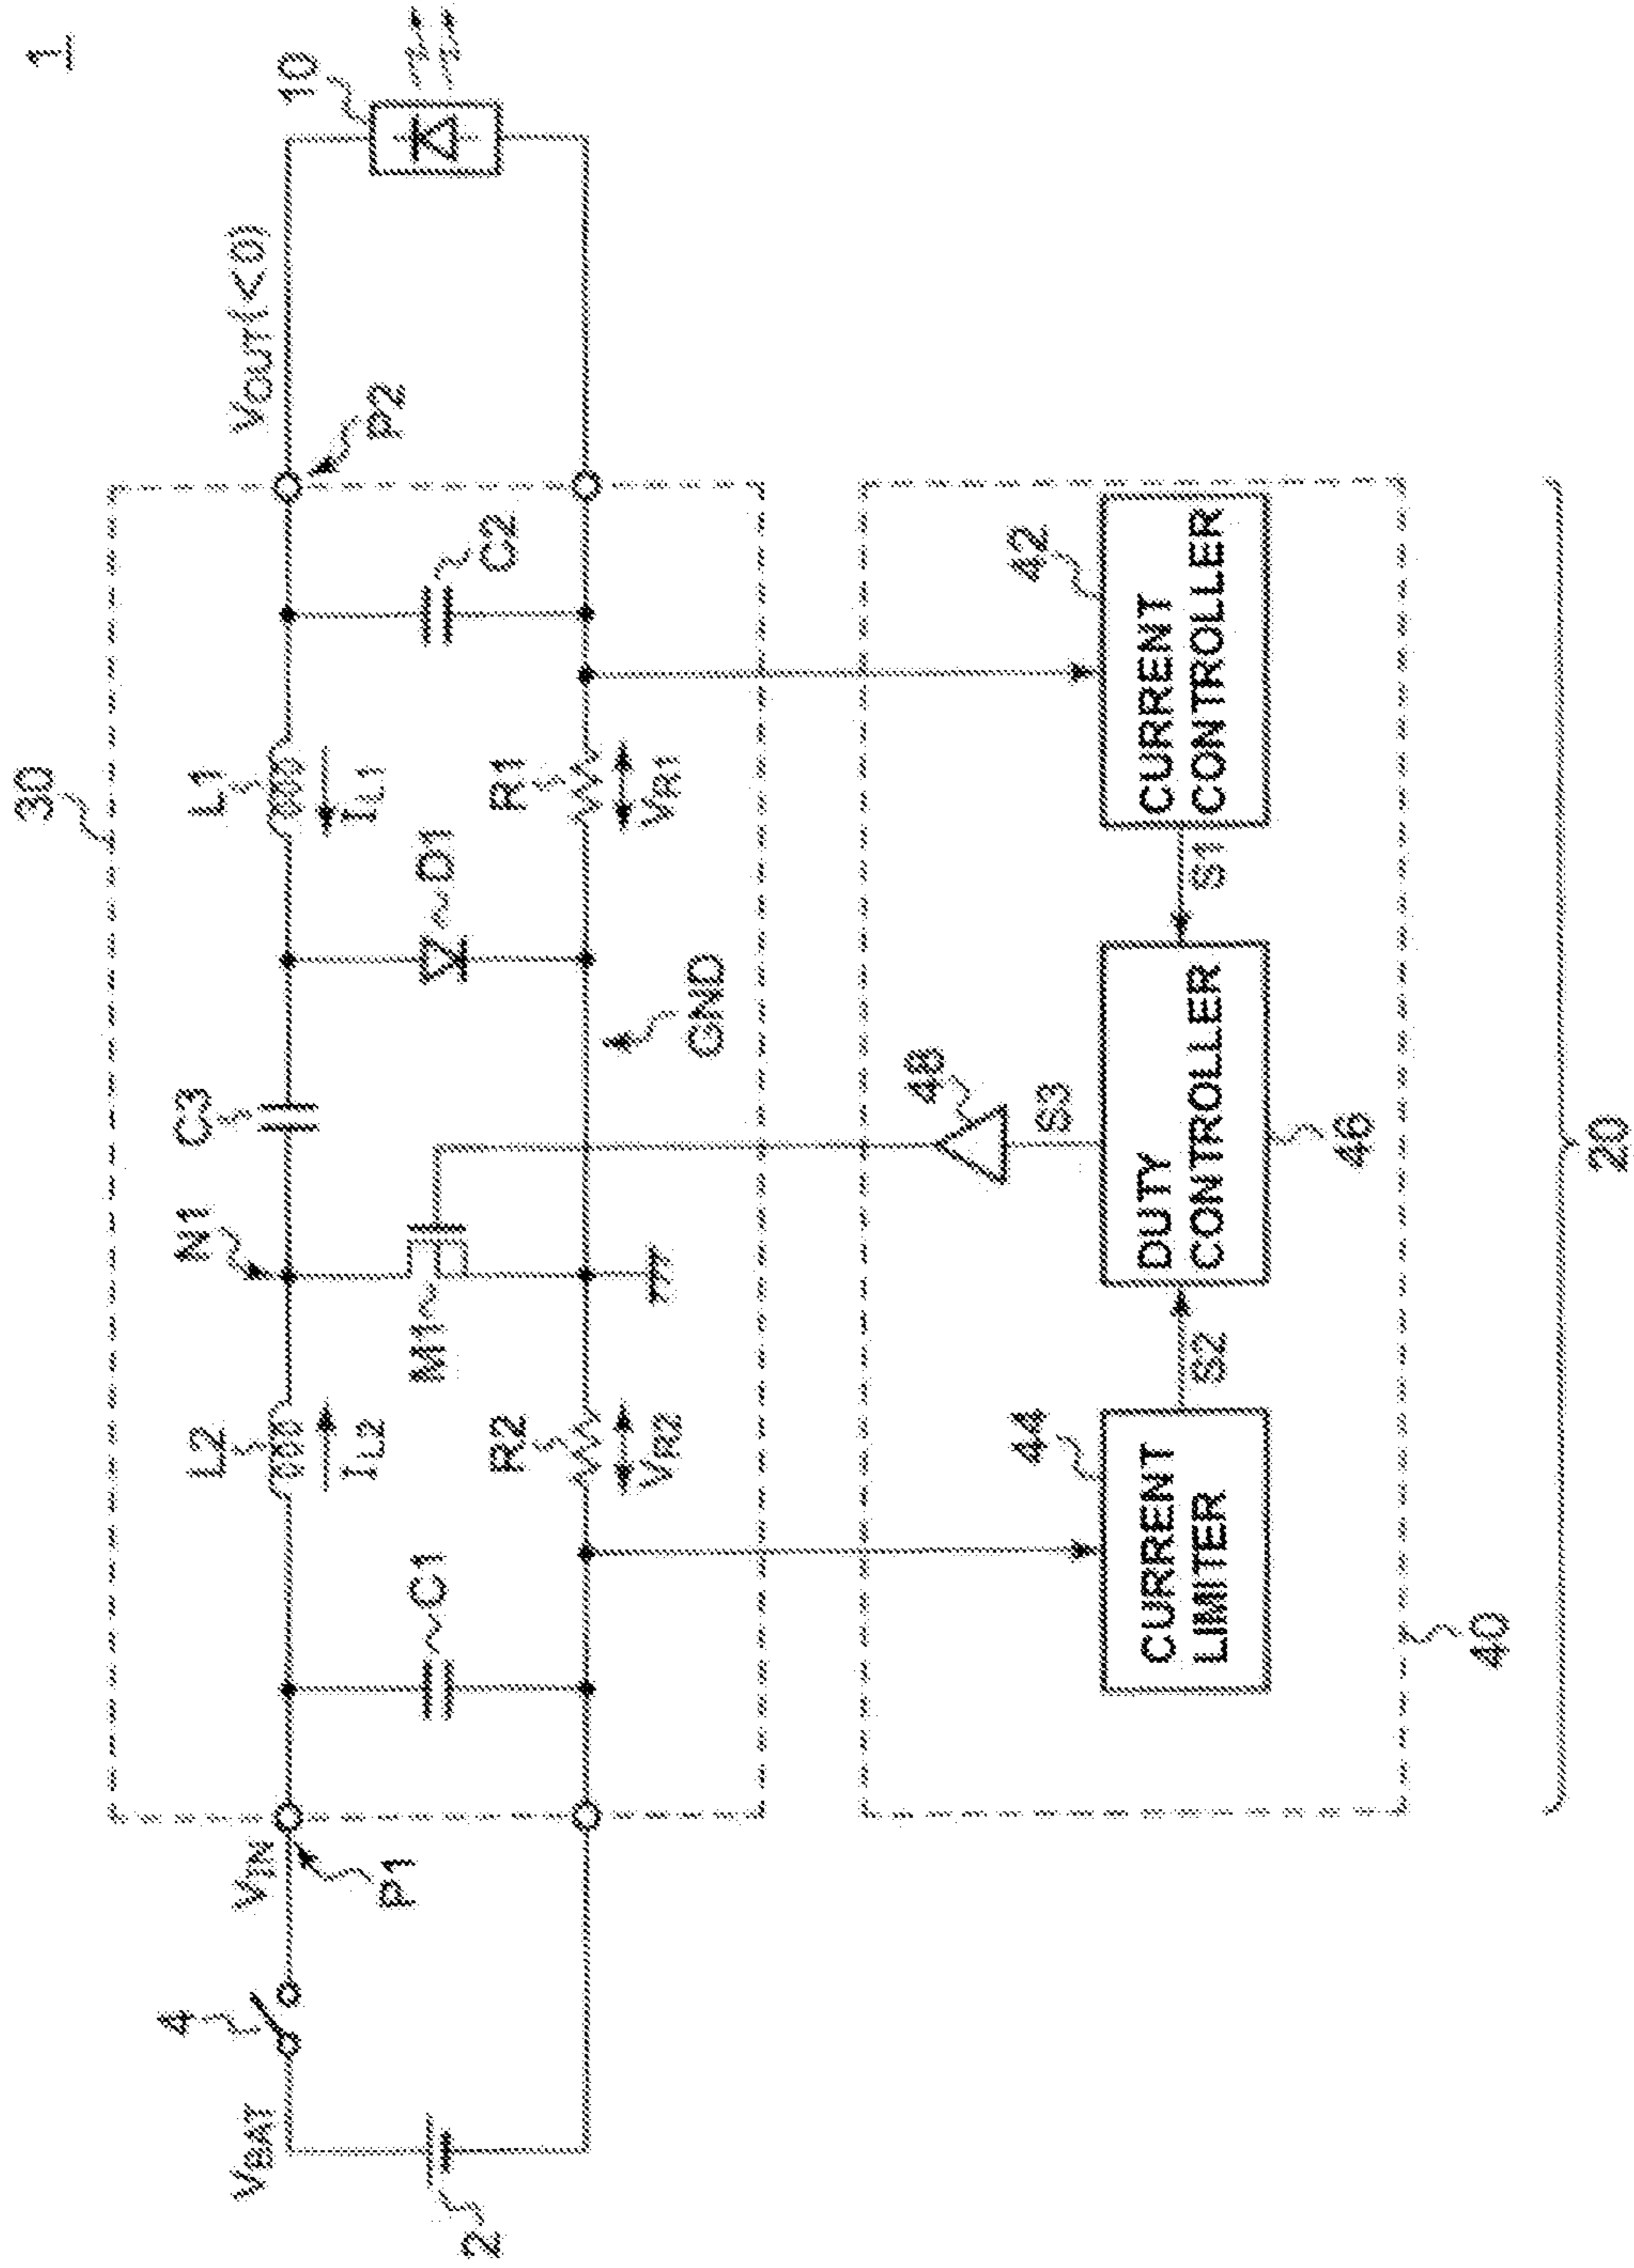 1
30
VOUT(<0)
10
4
L2
N1
C3
L1
VBAT
VIN
IL2
IL1
P1
C1
M1
D1
C2
P2
2
R2
R1
VR2
VR1
GND
48
44
S3
42
CURRENT
LIMITER
S2
DUTY
CONTROLLER
S1
CURRENT
CONTROLLER
46
40
20